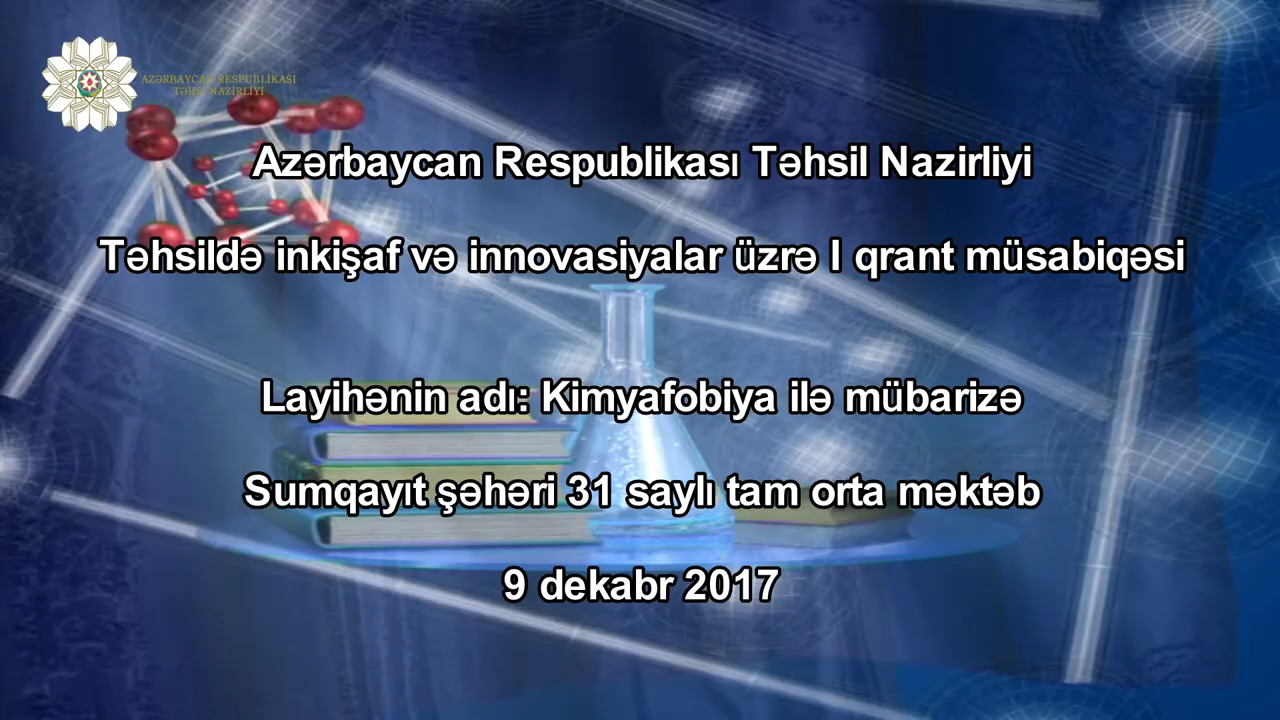 AZƏRBAYCAN RESPUBLİKASI
TƏHSİL NAZİRLİYİ
Azərbaycan Respublikası Təhsil Nazirliyi
Təhsildə inkişaf və innovasiyalar üzrə I qrant müsabiqəsi
Layihənin adı: Kimyafobiya ilə mübarizə
Sumqayıt şəhəri 31 saylı tam orta məktəb
9 dekabr 2017